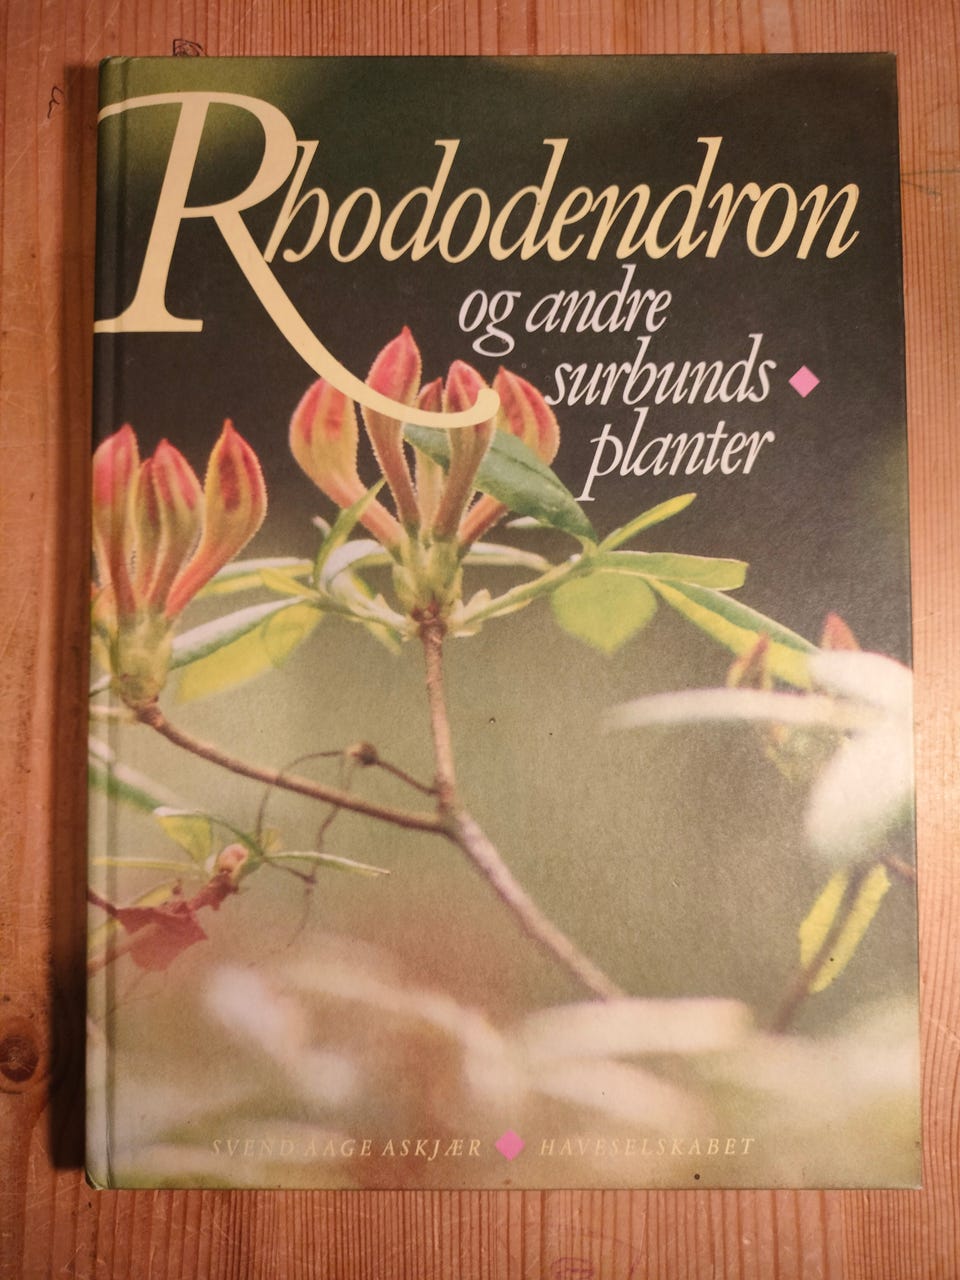 Rhododendron
og andre
surbunds
planter
SVEND AAGE ASKJÆR HAVESELSKABET